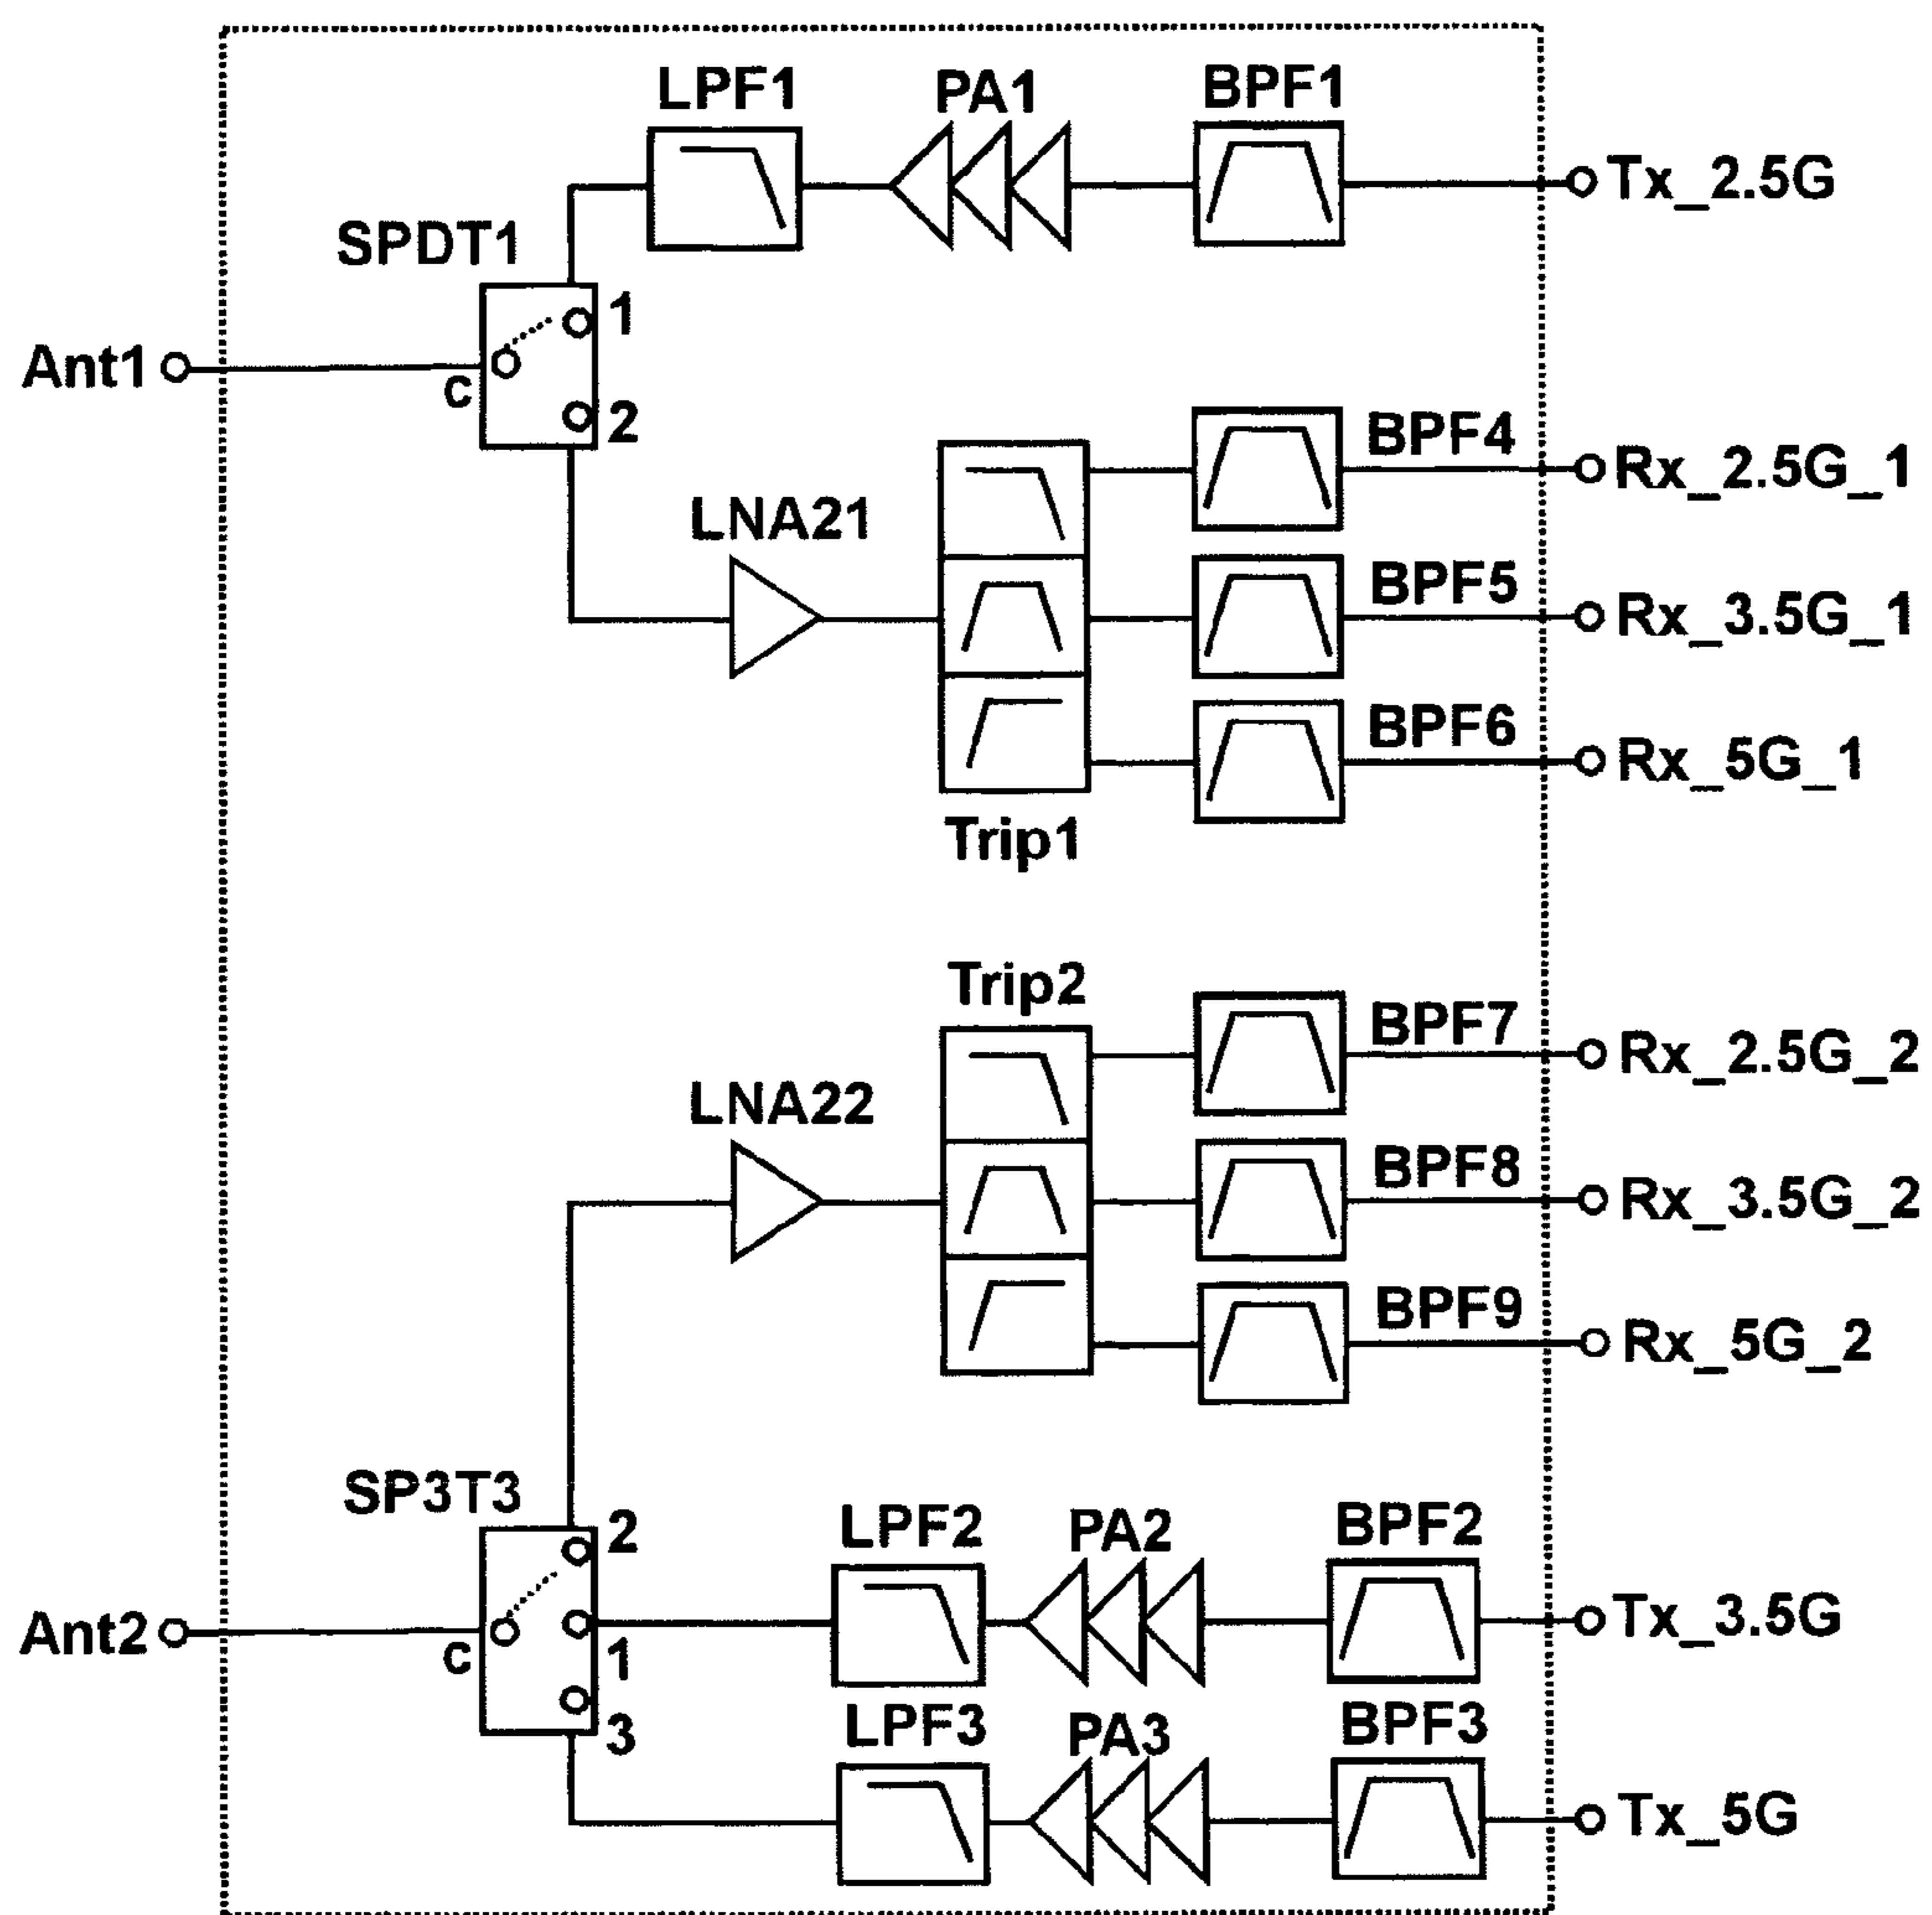 LPF1 PA1 BPF1
Tx_2.5G
SPDT1
1
Ant1
c
2
BPF4
Rx_2.5G_1
LNA21
BPF5
Rx_3.5G_1
BPF6
Rx_5G_1
Trip1
Trip2
BPF7
Rx_2.5G_2
LNA22
BPF8
Rx_3.5G_2
BPF9
Rx_5G_2
SP3T3
2
LPF2 PA2 BPF2
Ant2
c
1
Tx_3.5G
3
LPF3 PA3 BPF3
Tx_5G